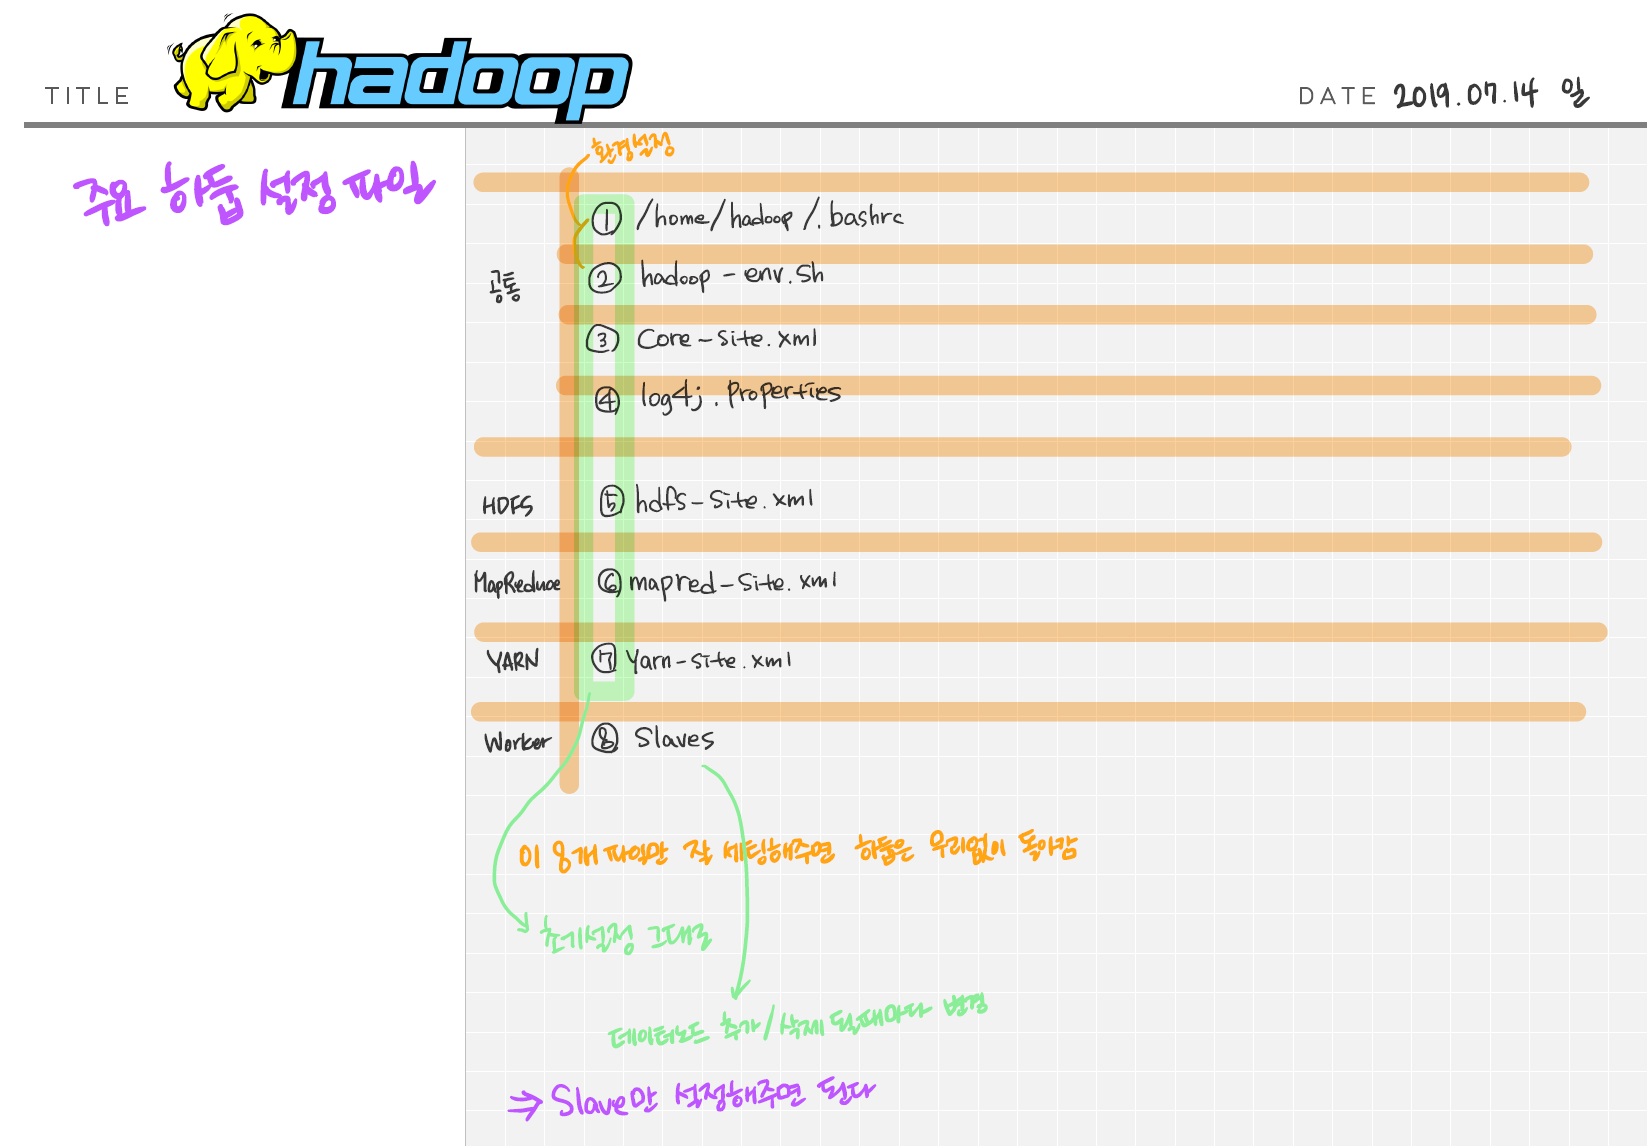 TITLE hadoop DATE 2019.07.14 일
주요 하둡 설정 파일
환경설정
① /home/hadoop/.bashrc
공통
② hadoop-env.sh
③ Core-site.xml
④ log4j.properties
HDFS ⑤ hdfs-site.xml
MapReduce ⑥ mapred-site.xml
YARN ⑦ Yarn-site.xml
Worker ⑧ Slaves
이 8개 파일만 잘 세팅해주면 하둡은 무리없이 돌아감
초기설정 그대로
데이터노드 추가/삭제 될때마다 변경
⇒ Slave만 설정해주면 된다